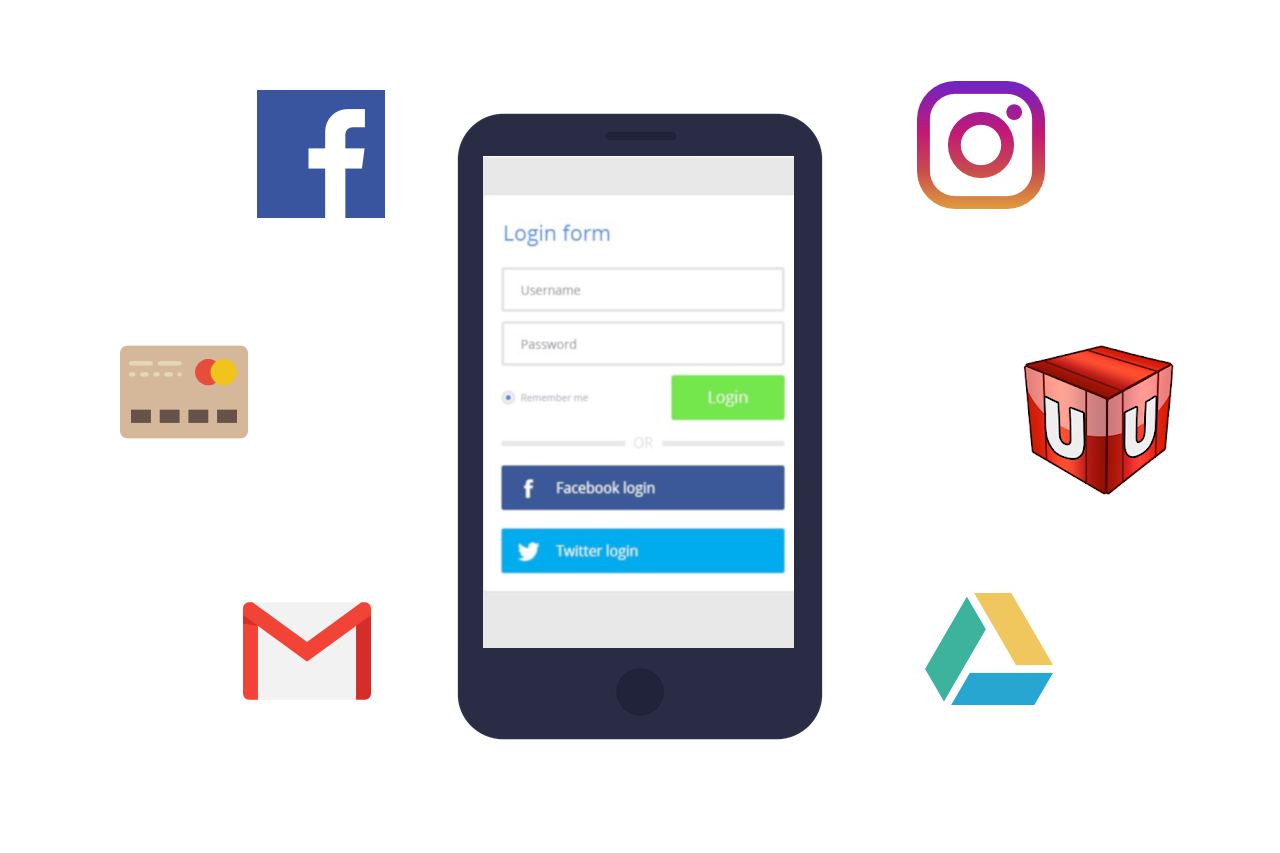 Login form
Username
Password
Remember me
Login
OR
f
Facebook login
Twitter login
f
U U